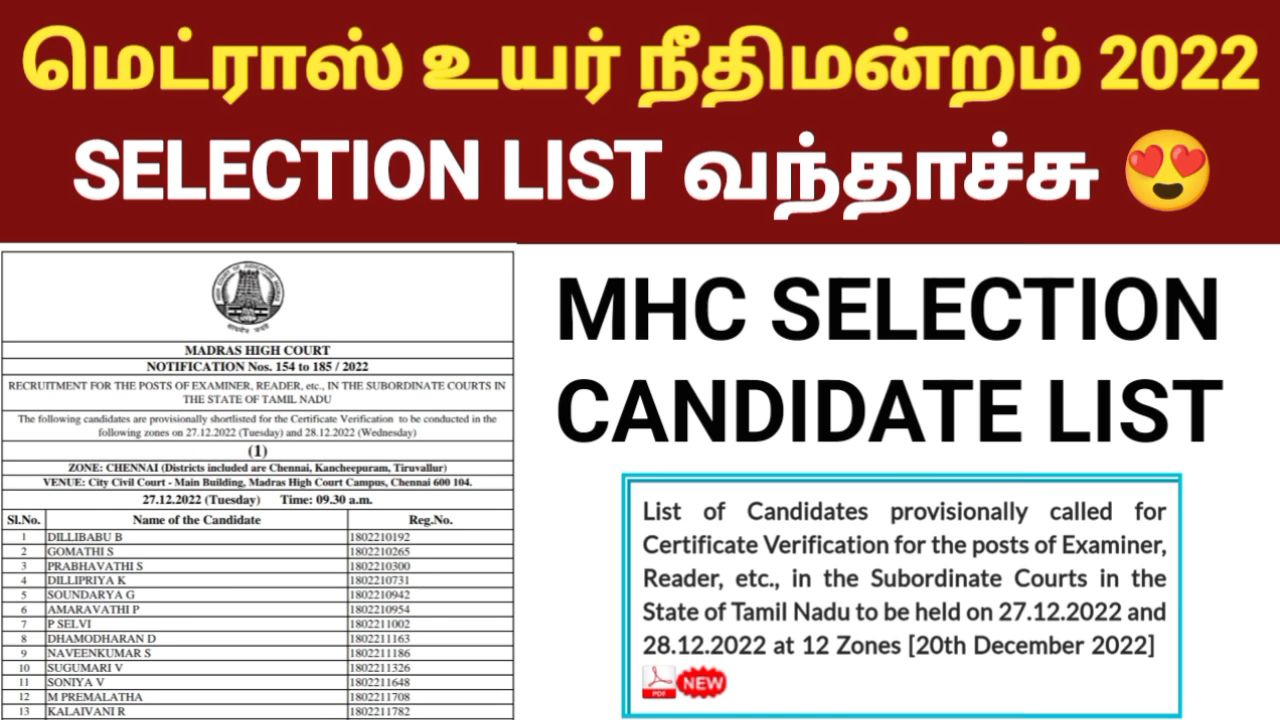 மெட்ராஸ் உயர் நீதிமன்றம் 2022
SELECTION LIST வந்தாச்சு
MADRAS HIGH COURT
NOTIFICATION Nos. 154 to 185 / 2022
RECRUITMENT FOR THE POSTS OF EXAMINER, READER, etc., IN THE SUBORDINATE COURTS IN
THE STATE OF TAMIL NADU
The following candidates are provisionally shortlisted for the Certificate Verification to be conducted in the
following zones on 27.12.2022 (Tuesday) and 28.12.2022 (Wednesday)
(1)
ZONE: CHENNAI (Districts included are Chennai, Kancheepuram, Tiruvallur)
VENUE: City Civil Court - Main Building, Madras High Court Campus, Chennai 600 104.
27.12.2022 (Tuesday) Time: 09.30 a.m.
Sl.No. Name of the Candidate Reg.No.
1 DILLIBABU B 1802210192
2 GOMATHI S 1802210265
3 PRABHAVATHI S 1802210300
4 DILLIPRIYA K 1802210731
5 SOUNDARYA G 1802210942
6 AMARAVATHI P 1802210954
7 P SELVI 1802211002
8 DHAMODHARAN D 1802211163
9 NAVEENKUMAR S 1802211186
10 SUGUMARI V 1802211326
11 SONIYA V 1802211648
12 M PREMALATHA 1802211708
13 KALAIVANI R 1802211782
MHC SELECTION
CANDIDATE LIST
List of Candidates provisionally called for
Certificate Verification for the posts of Examiner,
Reader, etc., in the Subordinate Courts in the
State of Tamil Nadu to be held on 27.12.2022 and
28.12.2022 at 12 Zones [20th December 2022]
PDF NEW